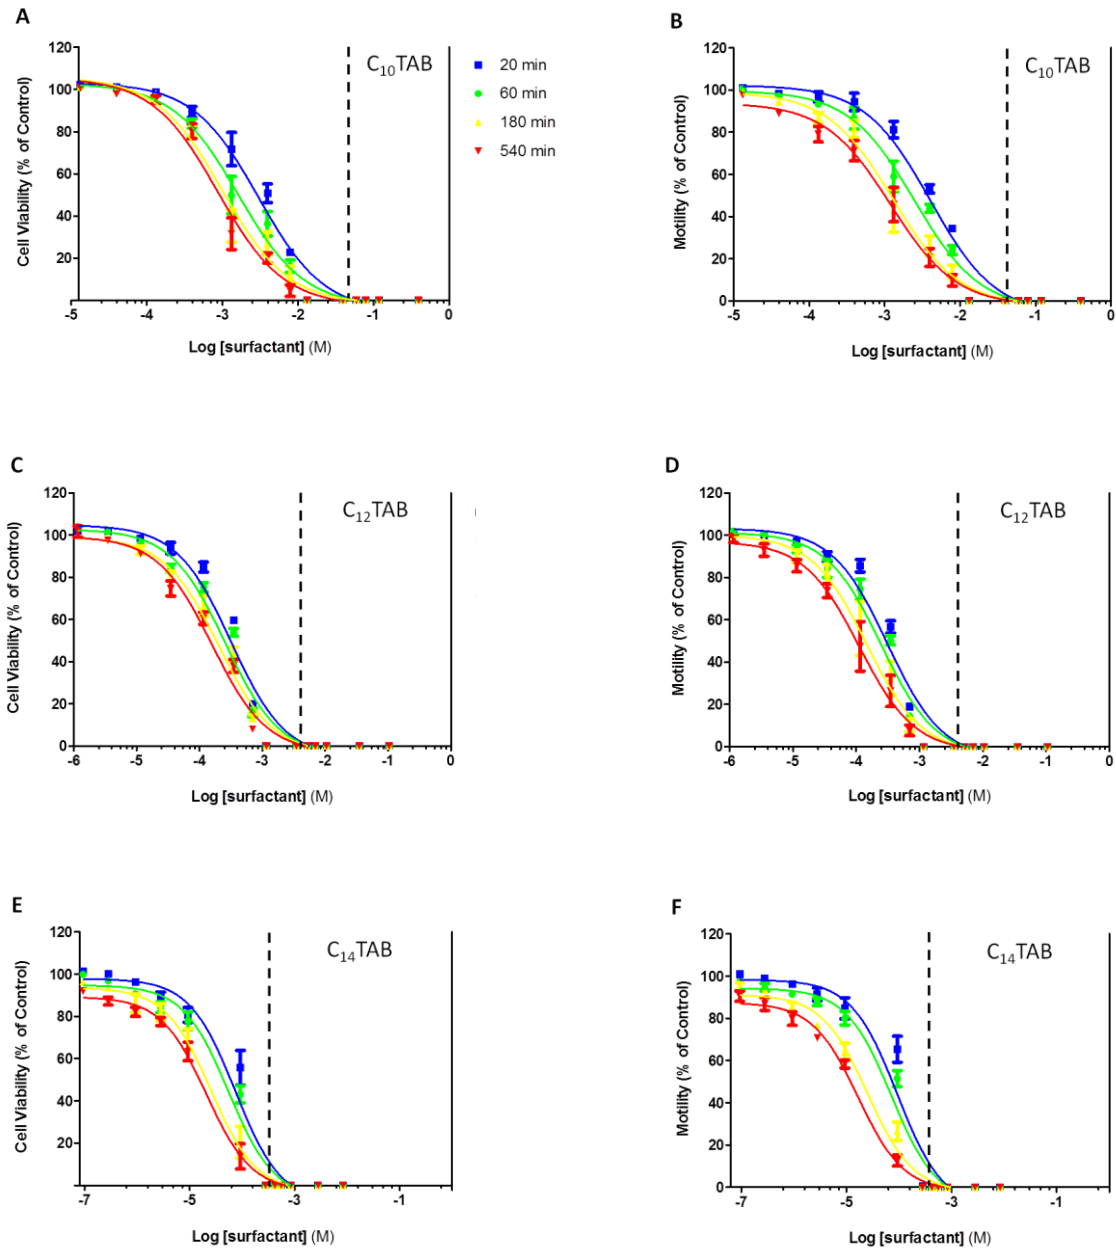 A
B
120
100
80
60
40
20
-5
-4
-3
-2
-1
0
Cell Viability (% of Control)
Log [surfactant] (M)
C10TAB
20 min
60 min
180 min
540 min
120
100
80
60
40
20
0
-5
-4
-3
-2
-1
0
Motility (% of Control)
Log [surfactant] (M)
C10TAB
C
D
120
100
80
60
40
20
0
-6
-5
-4
-3
-2
-1
0
Cell Viability (% of Control)
Log [surfactant] (M)
C12TAB
120
100
80
60
40
20
0
-6
-5
-4
-3
-2
-1
0
Motility (% of Control)
Log [surfactant] (M)
C12TAB
E
F
120
100
80
60
40
20
-7
-5
-3
-1
Cell Viability (% of Control)
Log [surfactant] (M)
C14TAB
120
100
80
60
40
20
0
-7
-5
-3
-1
Motility (% of Control)
Log [surfactant] (M)
C14TAB